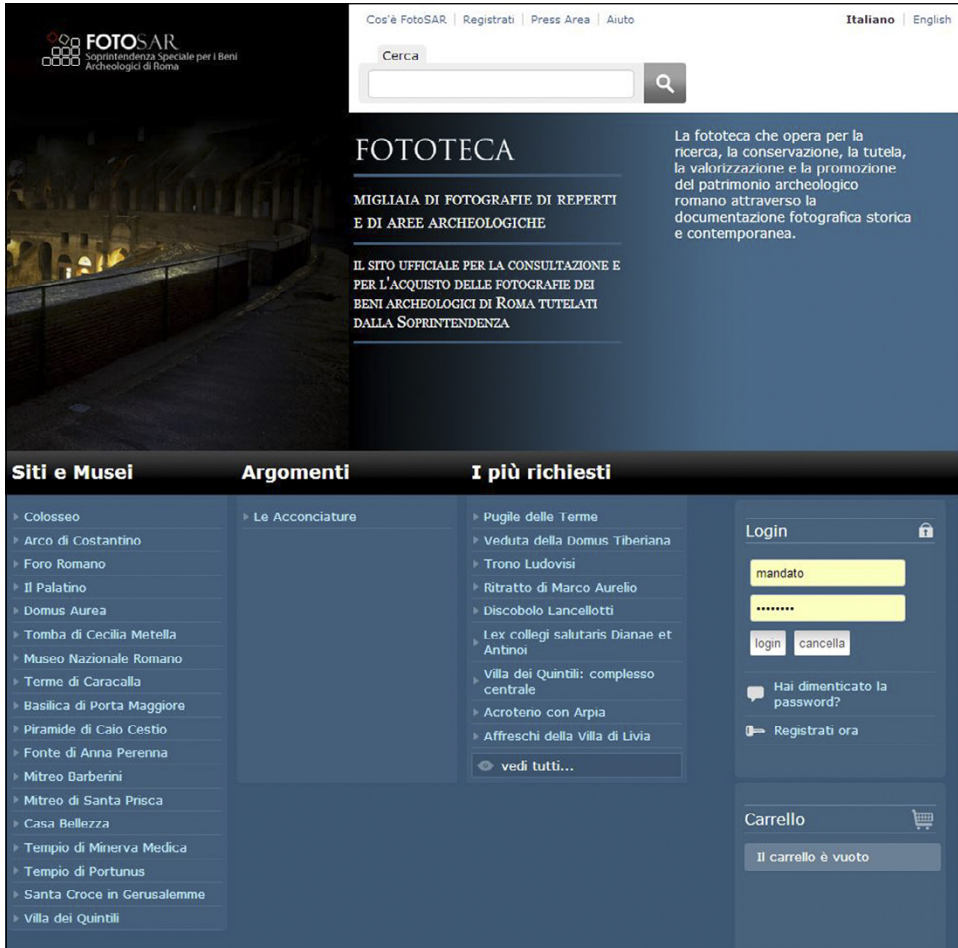 FOTOSAR
Soprintendenza Speciale per i Beni
Archeologici di Roma
Cos'è FotoSAR | Registrati | Press Area | Aiuto
Italiano | English
Cerca
FOTOTECA
MIGLIAIA DI FOTOGRAFIE DI REPERTI
E DI AREE ARCHEOLOGICHE
IL SITO UFFICIALE PER LA CONSULTAZIONE E
PER L'ACQUISTO DELLE FOTOGRAFIE DEI
BENI ARCHEOLOGICI DI ROMA TUTELATI
DALLA SOPRINTENDENZA
La fototeca che opera per la
ricerca, la conservazione, la tutela,
la valorizzazione e la promozione
del patrimonio archeologico
romano attraverso la
documentazione fotografica storica
e contemporanea.
Siti e Musei
Colosseo
Arco di Costantino
Foro Romano
Il Palatino
Domus Aurea
Tomba di Cecilia Metella
Museo Nazionale Romano
Terme di Caracalla
Basilica di Porta Maggiore
Piramide di Caio Cestio
Fonte di Anna Perenna
Mitreo Barberini
Mitreo di Santa Prisca
Casa Bellezza
Tempio di Minerva Medica
Tempio di Portunus
Santa Croce in Gerusalemme
Villa dei Quintili
Argomenti
Le Acconciature
I più richiesti
Pugile delle Terme
Veduta della Domus Tiberiana
Trono Ludovisi
Ritratto di Marco Aurelio
Discobolo Lancellotti
Lex collegi salutaris Dianae et
Antinoi
Villa dei Quintili: complesso
centrale
Acroterio con Arpia
Affreschi della Villa di Livia
vedi tutti...
Login
mandato
••••••••
login cancella
Hai dimenticato la
password?
Registrati ora
Carrello
Il carrello è vuoto